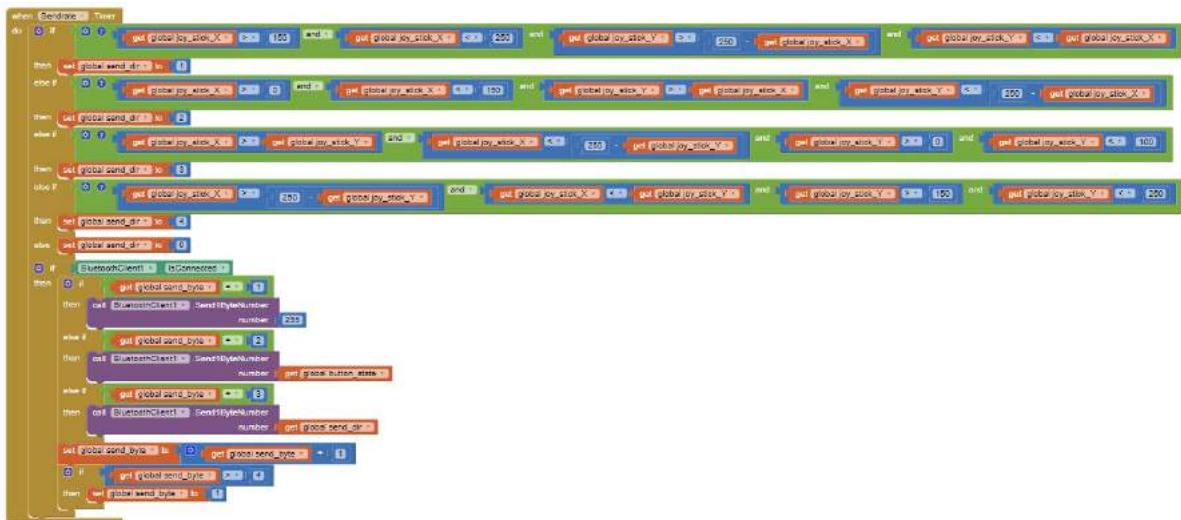 when Sendrate Timer
do if get global joy_stick_X > 150 and get global joy_stick_X < 250 and get global joy_stick_Y > 250 - get global joy_stick_X and get global joy_stick_Y < get global joy_stick_X
then set global send_dir to 1
else if get global joy_stick_X > 0 and get global joy_stick_X < 150 and get global joy_stick_Y > get global joy_stick_X and get global joy_stick_Y < 250 - get global joy_stick_X
then set global send_dir to 2
else if get global joy_stick_X > get global joy_stick_Y and get global joy_stick_X < 250 - get global joy_stick_Y and get global joy_stick_Y > 0 and get global joy_stick_Y < 100
then set global send_dir to 3
else if get global joy_stick_X > 250 - get global joy_stick_Y and get global joy_stick_X < get global joy_stick_Y and get global joy_stick_Y > 150 and get global joy_stick_Y < 250
then set global send_dir to 4
else set global send_dir to 0
if BluetoothClient1 IsConnected
then if get global send_byte = 1
then call BluetoothClient1 .Send1ByteNumber
number 255
else if get global send_byte = 2
then call BluetoothClient1 .Send1ByteNumber
number get global button_state
else if get global send_byte = 3
then call BluetoothClient1 .Send1ByteNumber
number get global send_dir
set global send_byte to get global send_byte + 1
if get global send_byte 4
then set global send_byte to 1